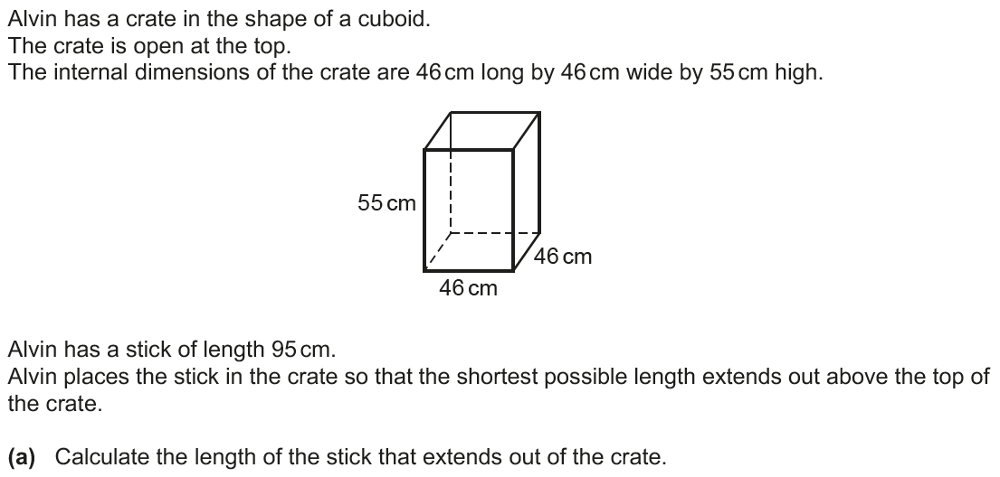 Alvin has a crate in the shape of a cuboid.
The crate is open at the top.
The internal dimensions of the crate are 46 cm long by 46 cm wide by 55 cm high.
55 cm
46 cm
46 cm
Alvin has a stick of length 95 cm.
Alvin places the stick in the crate so that the shortest possible length extends out above the top of
the crate.
(a) Calculate the length of the stick that extends out of the crate.